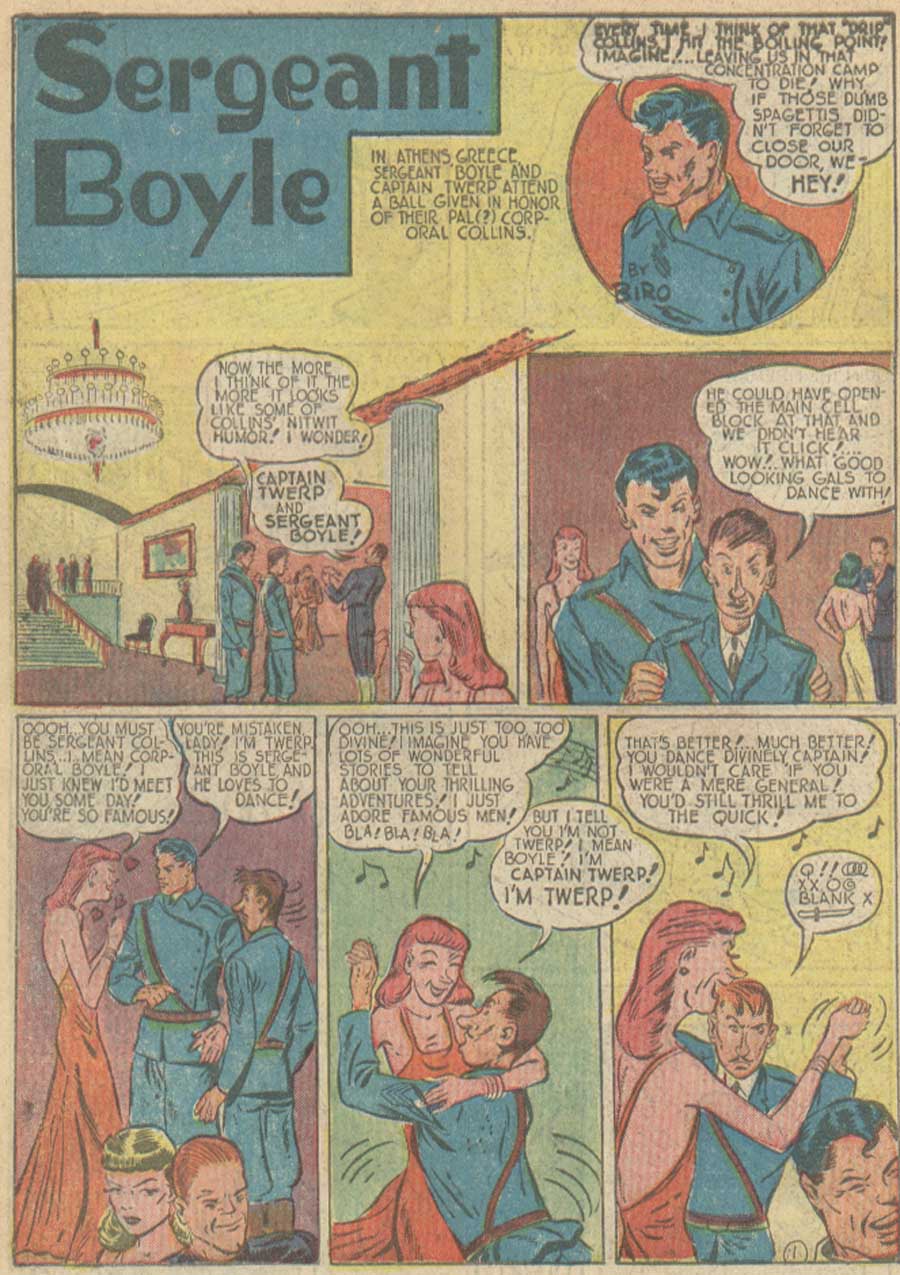 Sergeant
Boyle
IN ATHENS, GREECE,
SERGEANT BOYLE AND
CAPTAIN TWERP ATTEND
A BALL GIVEN IN HONOR
OF THEIR PAL(?) CORP-
ORAL COLLINS.
EVERY TIME I THINK OF THAT "DRIP"
COLLINS I HIT THE BOILING POINT!
IMAGINE....LEAVING US IN THAT
CONCENTRATION CAMP
TO DIE! WHY
IF THOSE DUMB
SPAGETTIS DID-
N'T FORGET TO
CLOSE OUR
DOOR, WE-
HEY!
BY
BIRO
NOW THE MORE
I THINK OF IT THE
MORE IT LOOKS
LIKE SOME OF
COLLINS' NITWIT
HUMOR! I WONDER!
CAPTAIN
TWERP
AND
SERGEANT
BOYLE!
HE COULD HAVE OPEN-
ED THE MAIN CELL
BLOCK AT THAT AND
WE DIDN'T HEAR
IT CLICK!....
WOW!..WHAT GOOD
LOOKING GALS TO
DANCE WITH!
OOOH...YOU MUST
BE SERGEANT COL-
LINS...I MEAN CORP-
ORAL BOYLE! I
JUST KNEW I'D MEET
YOU SOME DAY!
YOU'RE SO FAMOUS!
YOU'RE MISTAKEN,
LADY! I'M TWERP.
THIS IS SERGE-
ANT BOYLE, AND
HE LOVES TO
DANCE!
OOH...THIS IS JUST TOO TOO
DIVINE! I IMAGINE YOU HAVE
LOTS OF WONDERFUL
STORIES TO TELL
ABOUT YOUR THRILLING
ADVENTURES! I JUST
ADORE FAMOUS MEN!
BLA! BLA! BLA!
BUT I TELL
YOU I'M NOT
TWERP! I MEAN
BOYLE! I'M
CAPTAIN TWERP!
I'M TWERP!
THAT'S BETTER!...MUCH BETTER!
YOU DANCE DIVINELY, CAPTAIN!
I WOULDN'T CARE IF YOU
WERE A MERE GENERAL!
YOU'D STILL THRILL ME TO
THE QUICK!
Q!!
XX OG
BLANK X
1